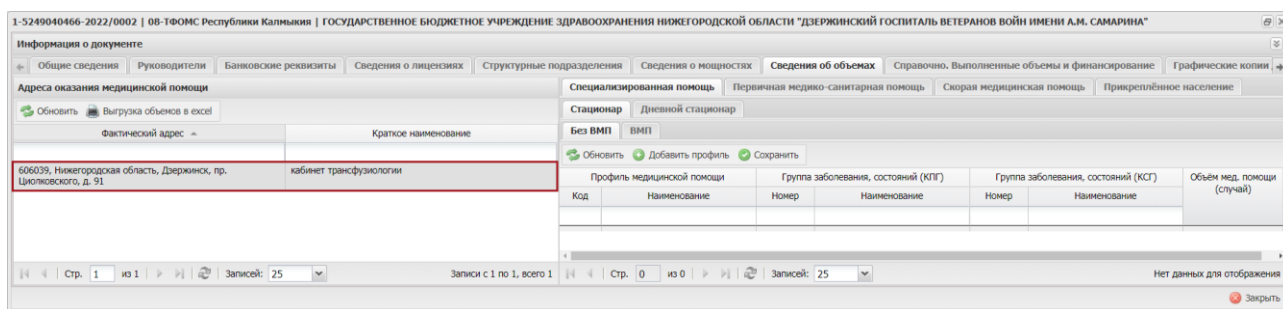 1-5249040466-2022/0002 | 08-ТФОМС Республики Калмыкия | ГОСУДАРСТВЕННОЕ БЮДЖЕТНОЕ УЧРЕЖДЕНИЕ ЗДРАВООХРАНЕНИЯ НИЖЕГОРОДСКОЙ ОБЛАСТИ "ДЗЕРЖИНСКИЙ ГОСПИТАЛЬ ВЕТЕРАНОВ ВОЙН ИМЕНИ А.М. САМАРИНА"
Информация о документе
Общие сведения Руководители Банковские реквизиты Сведения о лицензиях Структурные подразделения Сведения о мощностях Сведения об объемах Справочно. Выполненные объемы и финансирование Графические копии
Адреса оказания медицинской помощи
Обновить Выгрузка объемов в excel
Фактический адрес Краткое наименование
606039, Нижегородская область, Дзержинск, пр. Циолковского, д. 91 кабинет трансфузиологии
Стр. 1 из 1 Записей: 25 Записи с 1 по 1, всего 1
Специализированная помощь Первичная медико-санитарная помощь Скорая медицинская помощь Прикреплённое население
Стационар Дневной стационар
Без ВМП ВМП
Обновить Добавить профиль Сохранить
Профиль медицинской помощи Группа заболевания, состояний (КПГ) Группа заболевания, состояний (КСГ) Объём мед. помощи (случай)
Код Наименование Номер Наименование Номер Наименование
Стр. 0 из 0 Записей: 25 Нет данных для отображения
Закрыть